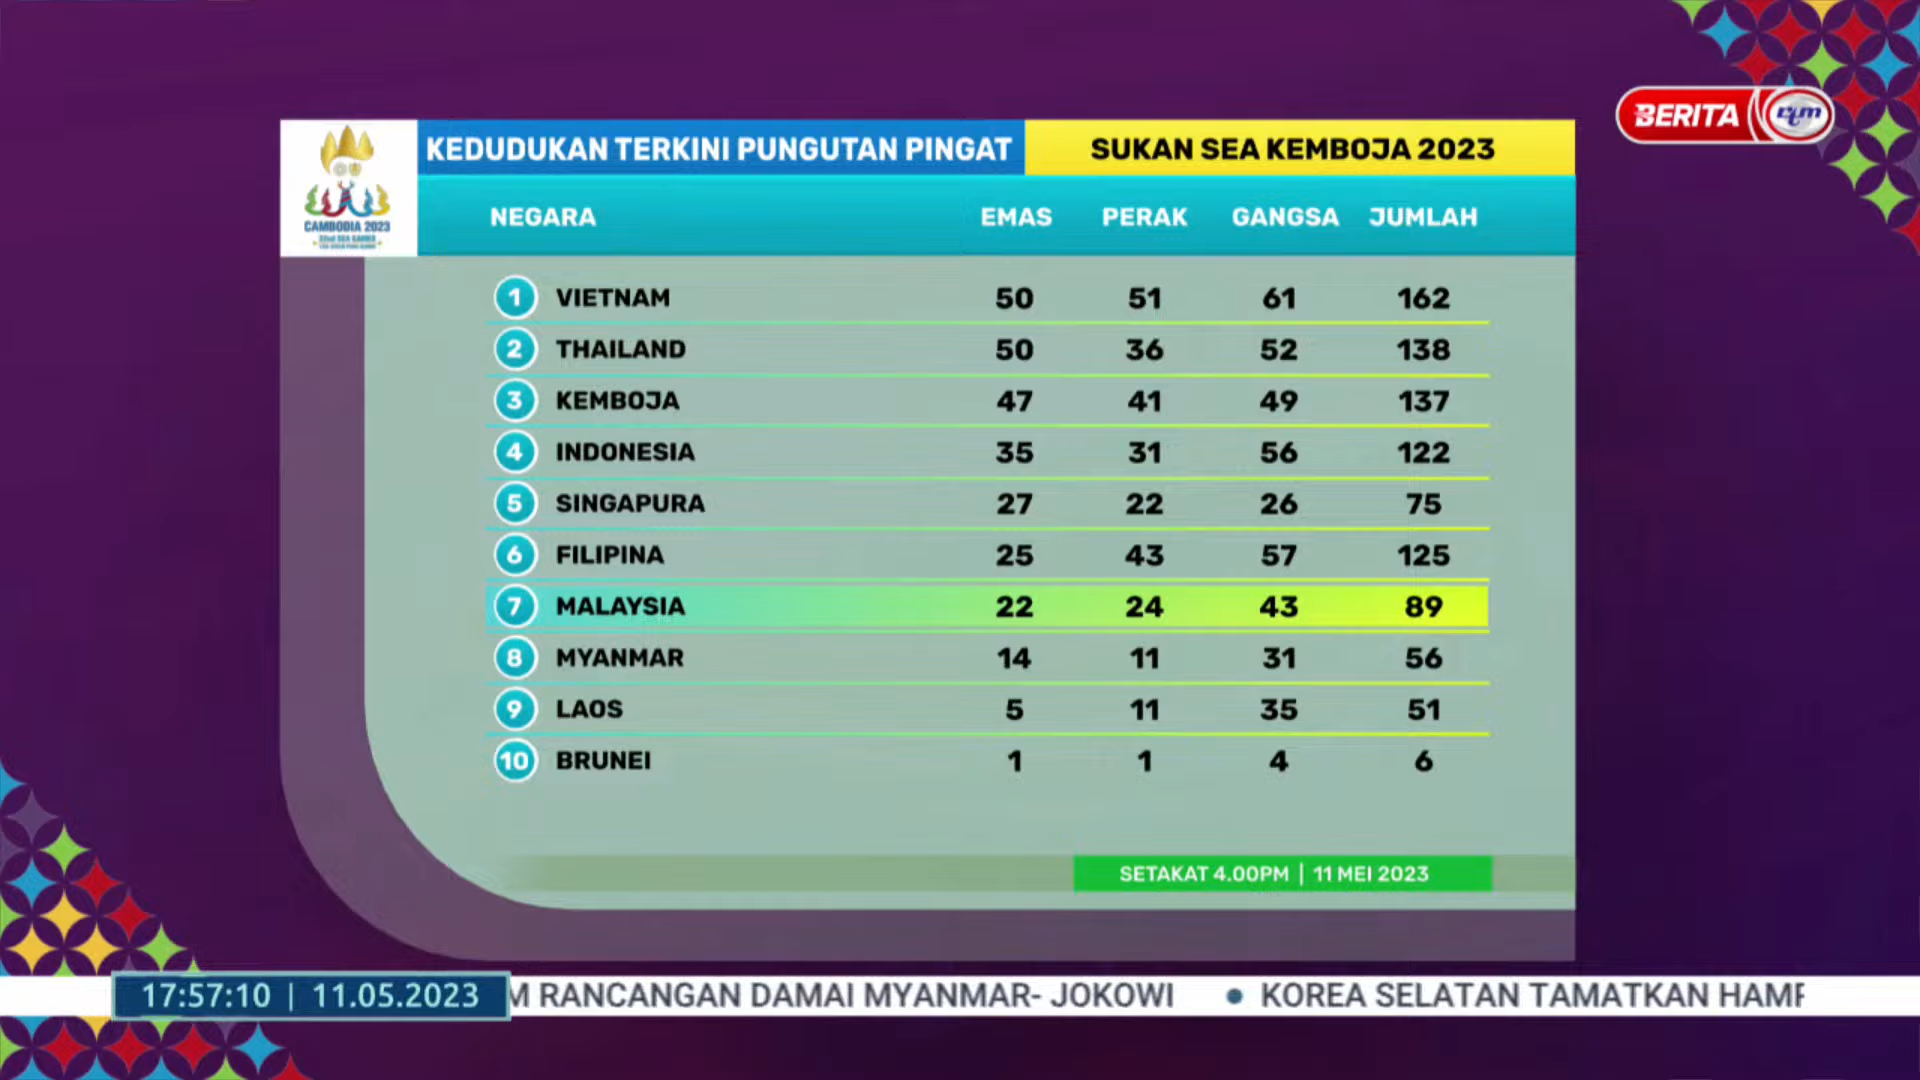 BERITA rtm
KEDUDUKAN TERKINI PUNGUTAN PINGAT SUKAN SEA KEMBOJA 2023
CAMBODIA 2023
32nd SEA GAMES
NEGARA EMAS PERAK GANGSA JUMLAH
1 VIETNAM 50 51 61 162
2 THAILAND 50 36 52 138
3 KEMBOJA 47 41 49 137
4 INDONESIA 35 31 56 122
5 SINGAPURA 27 22 26 75
6 FILIPINA 25 43 57 125
7 MALAYSIA 22 24 43 89
8 MYANMAR 14 11 31 56
9 LAOS 5 11 35 51
10 BRUNEI 1 1 4 6
SETAKAT 4.00PM | 11 MEI 2023
17:57:10 | 11.05.2023 M RANCANGAN DAMAI MYANMAR- JOKOWI • KOREA SELATAN TAMATKAN HAM